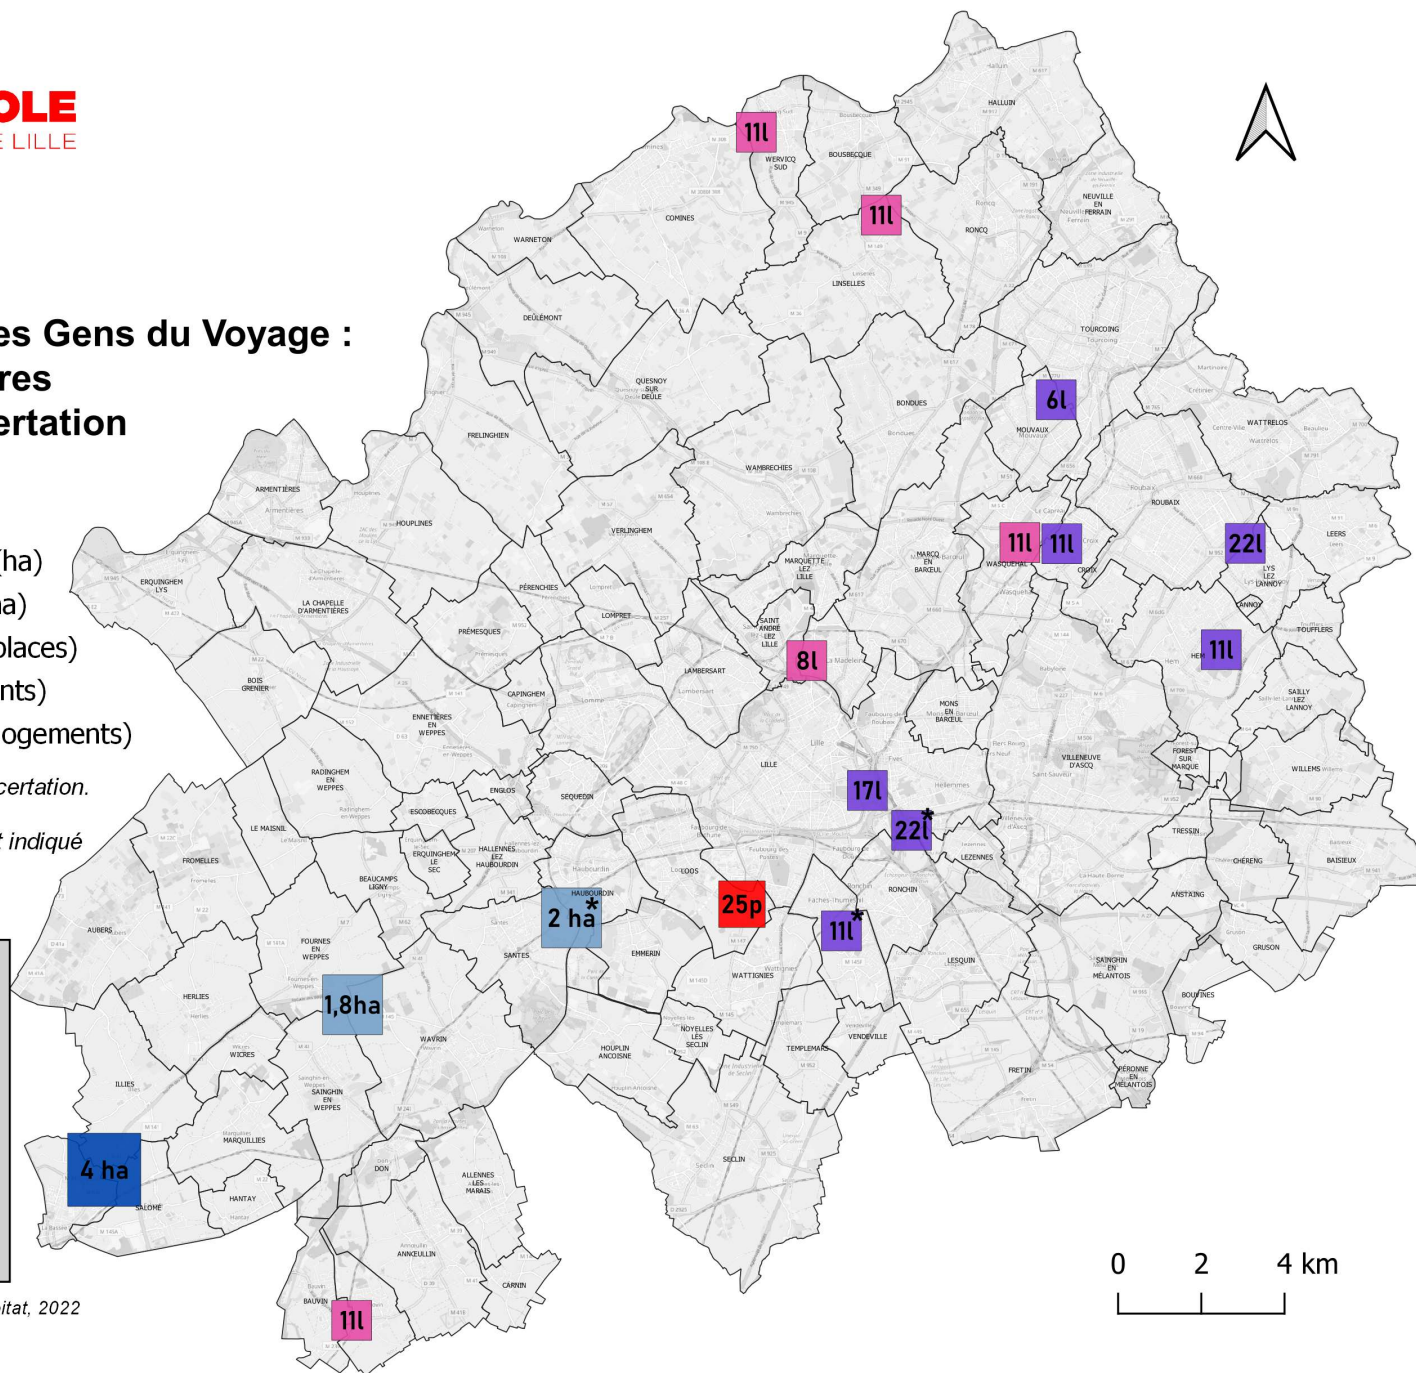 OLE
E LILLE
es Gens du Voyage :
res
ertation
(ha)
na)
places)
nts)
ogements)
certation.
t indiqué
itat, 2022
HALLUIN
11l
WERVICQ
SUD
BOUSBECQUE
NEUVILLE
EN
FERRAIN
COMINES
11l
RONCQ
WARNETON
LINSELLES
DEÛLÉMONT
TOURCOING
QUESNOY
SUR
DEÛLE
BONDUES
6l
MOUVAUX
WATTRELOS
FRELINGHIEN
WAMBRECHIES
ARMENTIÈRES
ROUBAIX
HOUPLINES
VERLINGHEM
LEERS
11l
11l
22l
WASQUEHAL
CROIX
MARCQ
EN
BARŒUL
MARQUETTE
LEZ
LILLE
LYS
LEZ
LANNOY
ERQUINGHEM
LYS
PÉRENCHIES
LA CHAPELLE
D'ARMENTIÈRES
LANNOY
LOMPRET
PRÉMESQUES
SAINT
ANDRÉ
LEZ
LILLE
TOUFFLERS
HEM
11l
8l
LAMBERSART
BOIS
GRENIER
CAPINGHEM
SAILLY
LEZ
LANNOY
MONS
EN
BARŒUL
ENNETIÈRES
EN
WEPPES
VILLENEUVE
D'ASCQ
FOREST
SUR
MARQUE
LILLE
WILLEMS
RADINGHEM
EN
WEPPES
ENGLOS
SEQUEDIN
17l
ESCOBECQUES
LE MAISNIL
22l*
TRESSIN
ERQUINGHEM
LE
SEC
HALLENNES
LEZ
HAUBOURDIN
LEZENNES
CHÉRENG
BAISIEUX
FROMELLES
BEAUCAMPS
LIGNY
LOOS
HAUBOURDIN
RONCHIN
ANSTAING
2 ha*
25p
11l*
AUBERS
FOURNES
EN
WEPPES
SANTES
EMMERIN
WATTIGNIES
LESQUIN
SAINGHIN
EN
MÉLANTOIS
GRUSON
HERLIES
1,8ha
BOUVINES
WAVRIN
HOUPLIN
ANCOISNE
NOYELLES
LÈS
SECLIN
TEMPLEMARS
VENDEVILLE
WICRES
FRETIN
PÉRONNE
EN
MÉLANTOIS
ILLIES
SAINGHIN
EN
WEPPES
MARQUILLIES
4 ha
DON
SECLIN
ALLENNES
LES
MARAIS
HANTAY
SALOMÉ
ANNŒULLIN
CARNIN
BAUVIN
11l
0 2 4 km